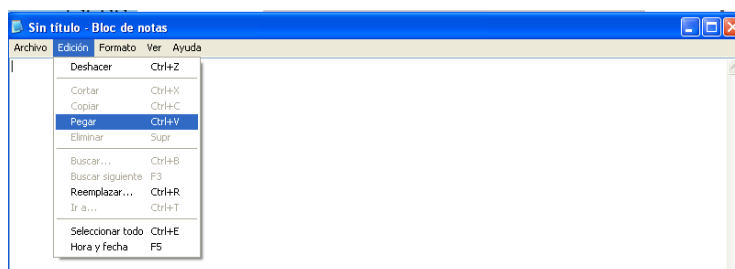 Sin título - Bloc de notas
Archivo Edición Formato Ver Ayuda
Deshacer Ctrl+Z
Cortar Ctrl+X
Copiar Ctrl+C
Pegar Ctrl+V
Eliminar Supr
Buscar... Ctrl+B
Buscar siguiente F3
Reemplazar... Ctrl+R
Ir a... Ctrl+T
Seleccionar todo Ctrl+E
Hora y fecha F5